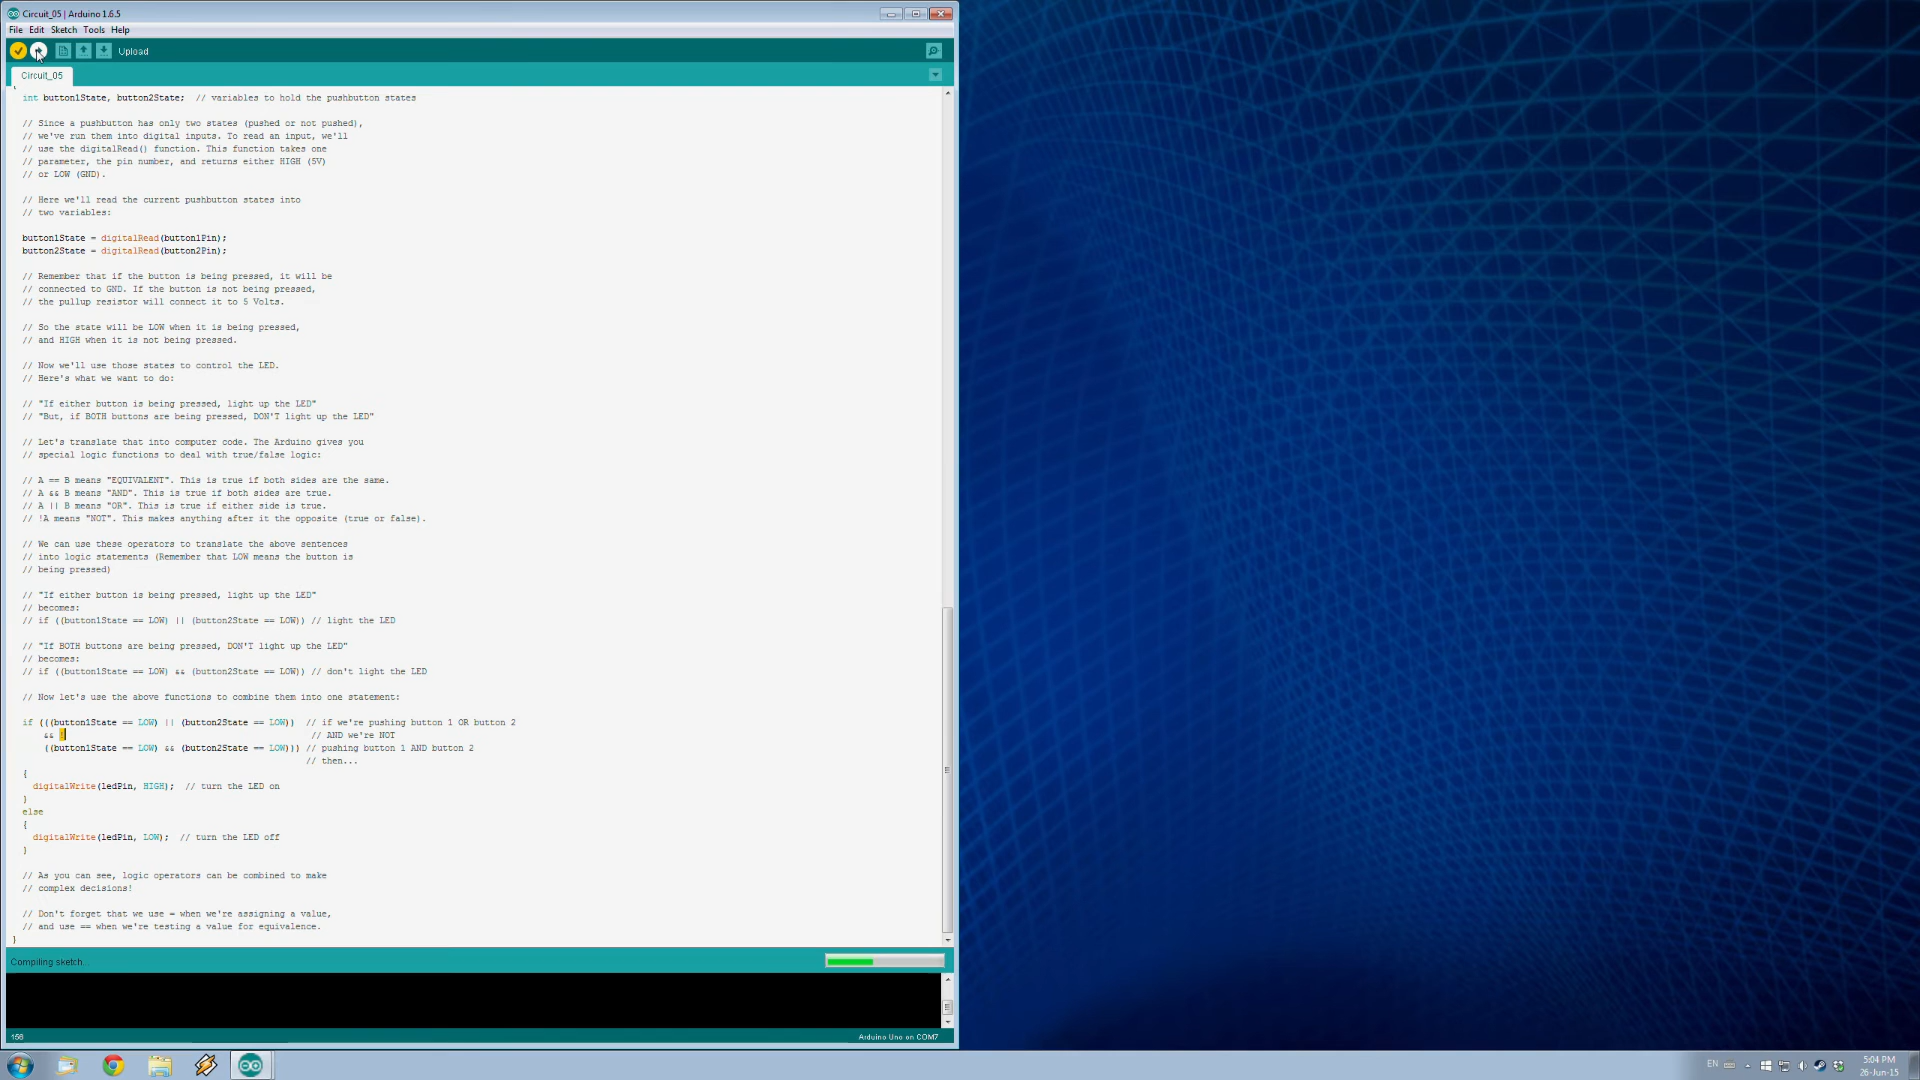 Circuit_05 | Arduino 1.6.5
File Edit Sketch Tools Help
Upload
Circuit_05
{
int button1State, button2State;  // variables to hold the pushbutton states
// Since a pushbutton has only two states (pushed or not pushed),
// we've run them into digital inputs. To read an input, we'll
// use the digitalRead() function. This function takes one
// parameter, the pin number, and returns either HIGH (5V)
// or LOW (GND).
// Here we'll read the current pushbutton states into
// two variables:
button1State = digitalRead(button1Pin);
button2State = digitalRead(button2Pin);
// Remember that if the button is being pressed, it will be
// connected to GND. If the button is not being pressed,
// the pullup resistor will connect it to 5 Volts.
// So the state will be LOW when it is being pressed,
// and HIGH when it is not being pressed.
// Now we'll use those states to control the LED.
// Here's what we want to do:
// "If either button is being pressed, light up the LED"
// "But, if BOTH buttons are being pressed, DON'T light up the LED"
// Let's translate that into computer code. The Arduino gives you
// special logic functions to deal with true/false logic:
// A == B means "EQUIVALENT". This is true if both sides are the same.
// A && B means "AND". This is true if both sides are true.
// A || B means "OR". This is true if either side is true.
// !A means "NOT". This makes anything after it the opposite (true or false).
// We can use these operators to translate the above sentences
// into logic statements (Remember that LOW means the button is
// being pressed)
// "If either button is being pressed, light up the LED"
// becomes:
// if ((button1State == LOW) || (button2State == LOW)) // light the LED
// "If BOTH buttons are being pressed, DON'T light up the LED"
// becomes:
// if ((button1State == LOW) && (button2State == LOW)) // don't light the LED
// Now let's use the above functions to combine them into one statement:
if (((button1State == LOW) || (button2State == LOW))  // if we're pushing button 1 OR button 2
&& !  // AND we're NOT
((button1State == LOW) && (button2State == LOW))) // pushing button 1 AND button 2
// then...
{
digitalWrite(ledPin, HIGH);  // turn the LED on
}
else
{
digitalWrite(ledPin, LOW);  // turn the LED off
}
// As you can see, logic operators can be combined to make
// complex decisions!
// Don't forget that we use = when we're assigning a value,
// and use == when we're testing a value for equivalence.
}
Compiling sketch...
156 Arduino Uno on COM7
EN 5:04 PM
26-Jun-15